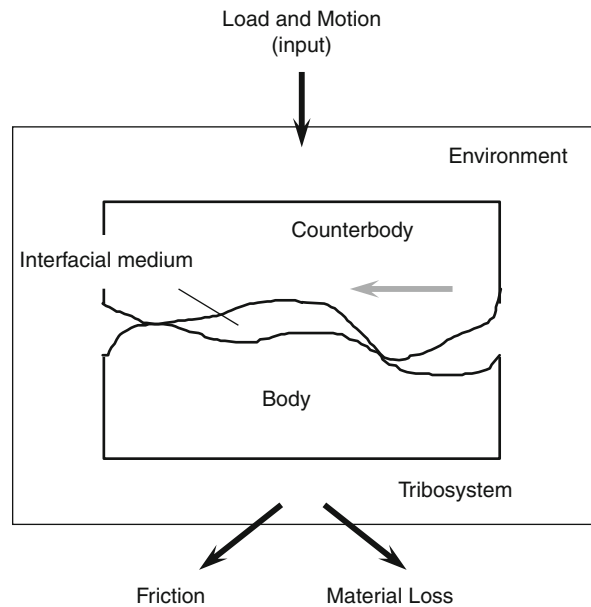 Load and Motion
(input)
Environment
Counterbody
Interfacial medium
Body
Tribosystem
Friction
Material Loss